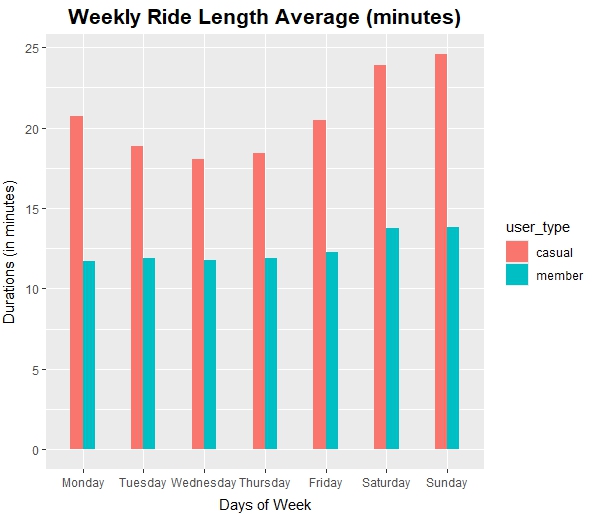 Weekly Ride Length Average (minutes)
25
20
15
10
5
0
Durations (in minutes)
Monday Tuesday Wednesday Thursday Friday Saturday Sunday
Days of Week
user_type
casual
member